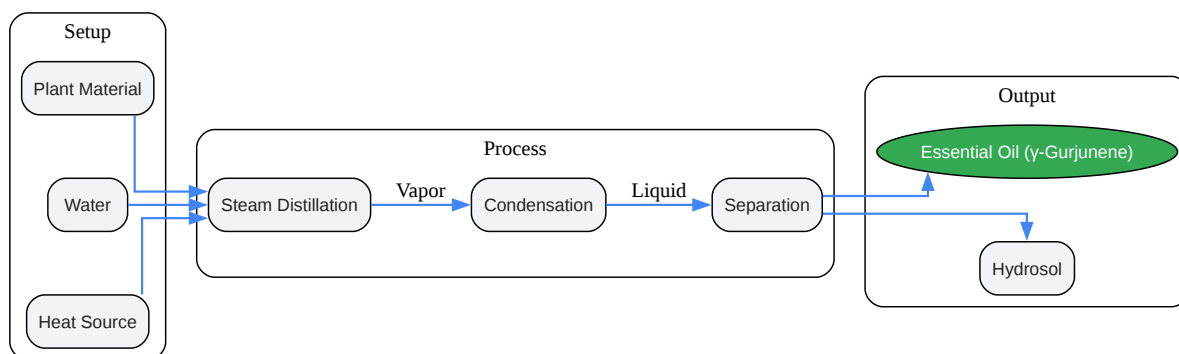 Setup
Plant Material
Water
Heat Source
Process
Steam Distillation
Vapor
Condensation
Liquid
Separation
Output
Essential Oil (γ-Gurjunene)
Hydrosol